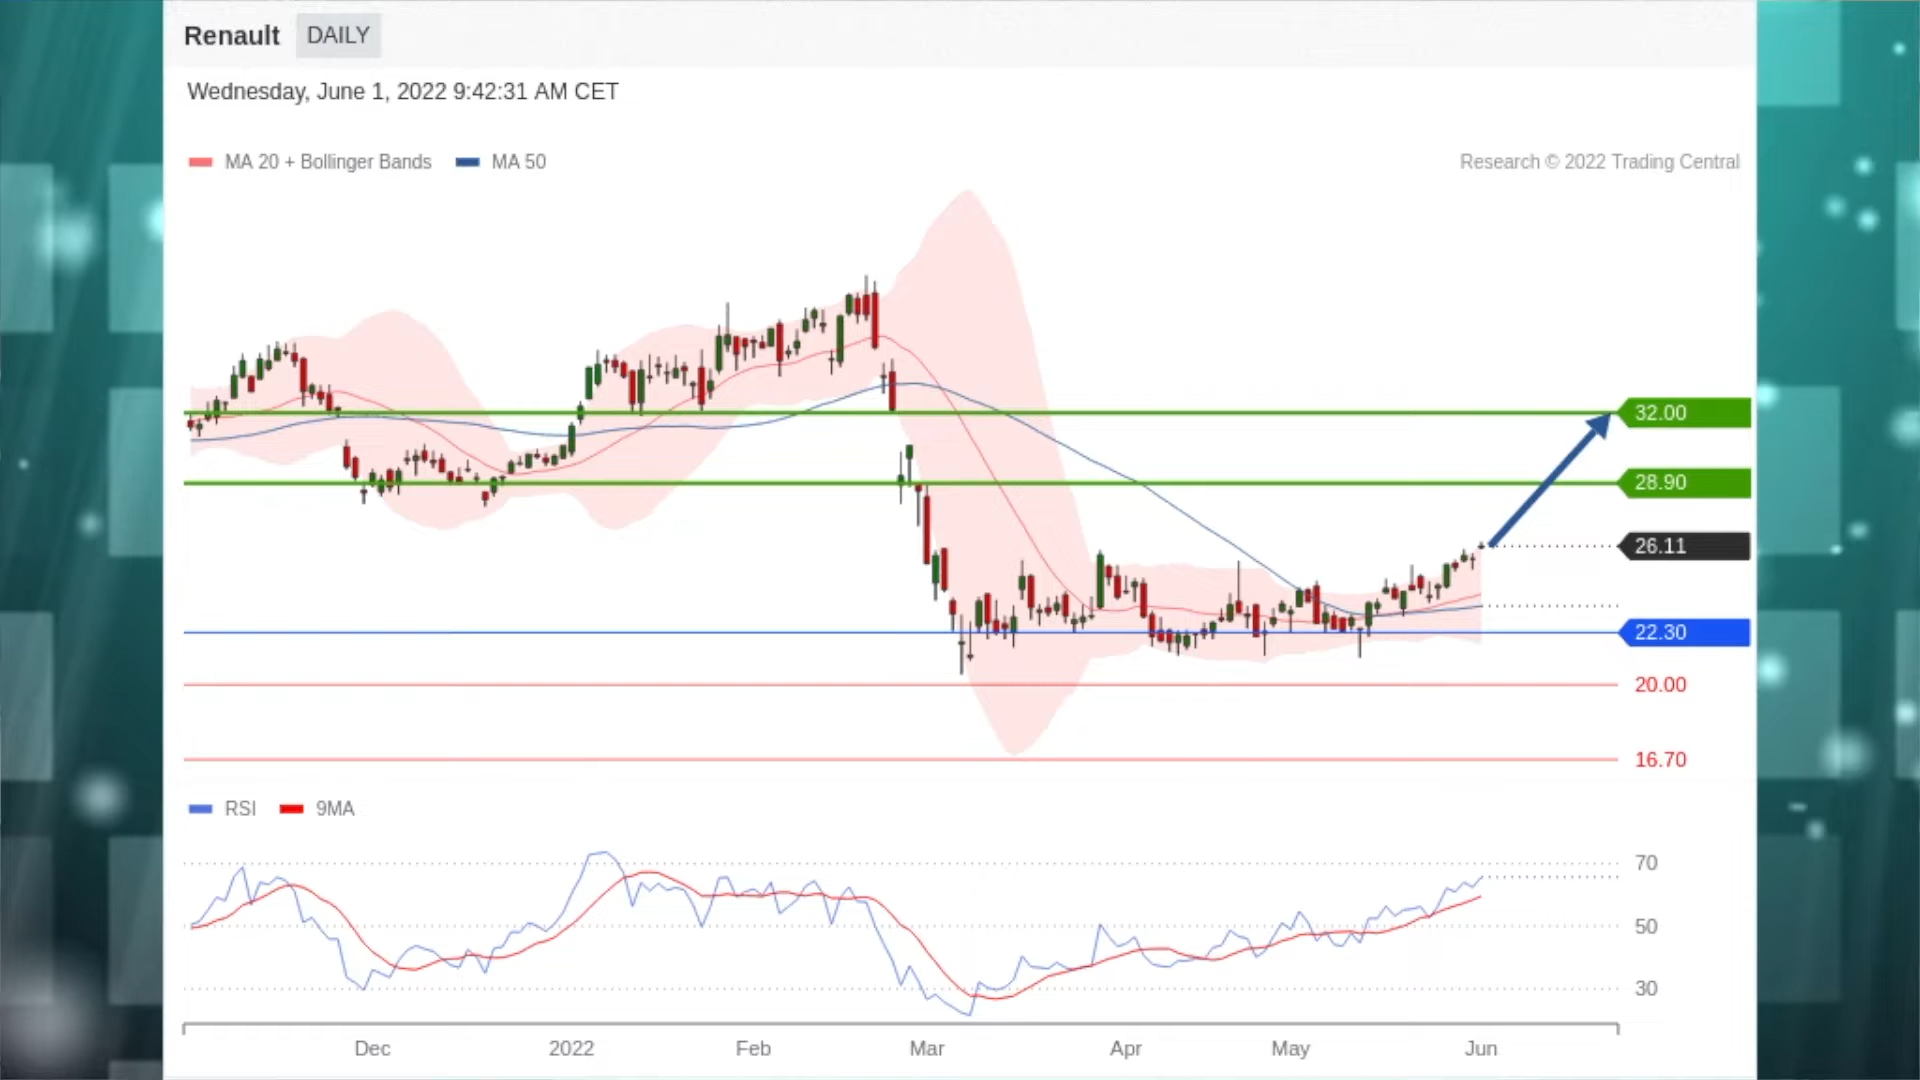 Renault DAILY
Wednesday, June 1, 2022 9:42:31 AM CET
MA 20 + Bollinger Bands MA 50 Research © 2022 Trading Central
32.00
28.90
26.11
22.30
20.00
16.70
RSI 9MA
70
50
30
Dec 2022 Feb Mar Apr May Jun